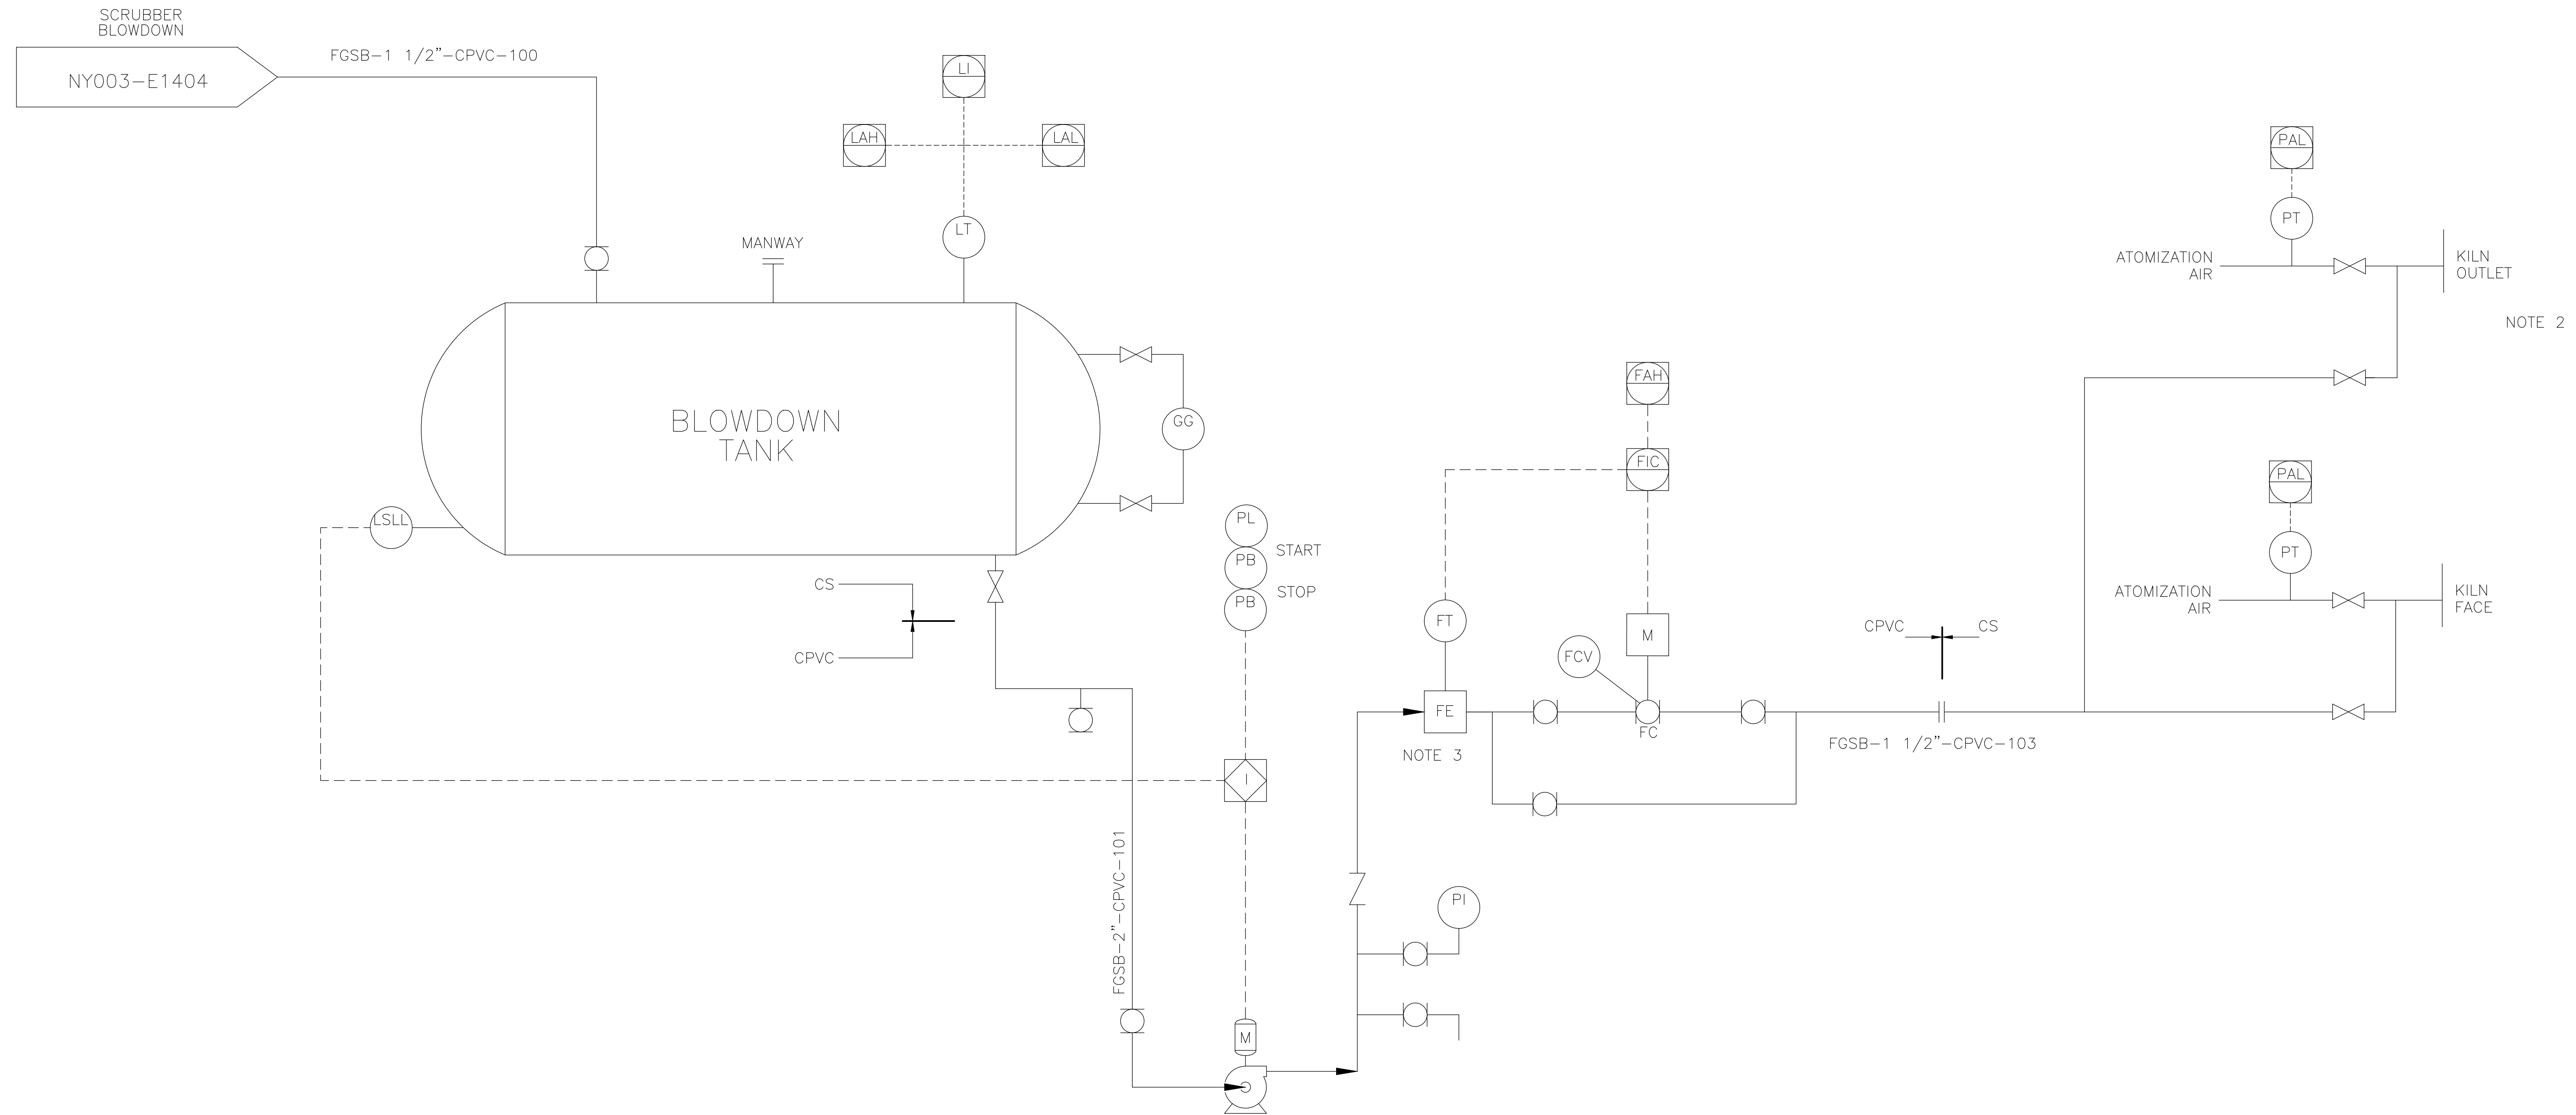 SCRUBBER
BLOWDOWN
NY003-E1404
FGSB-1 1/2"-CPVC-100
LI
LAH
LAL
LT
MANWAY
BLOWDOWN
TANK
GG
LSLL
CS
CPVC
PL
PB
START
PB
STOP
I
FGSB-2"-CPVC-101
M
PI
FAH
FIC
FT
M
FCV
FE
FC
NOTE 3
CPVC
CS
FGSB-1 1/2"-CPVC-103
PAL
PT
ATOMIZATION
AIR
KILN
OUTLET
NOTE 2
PAL
PT
ATOMIZATION
AIR
KILN
FACE